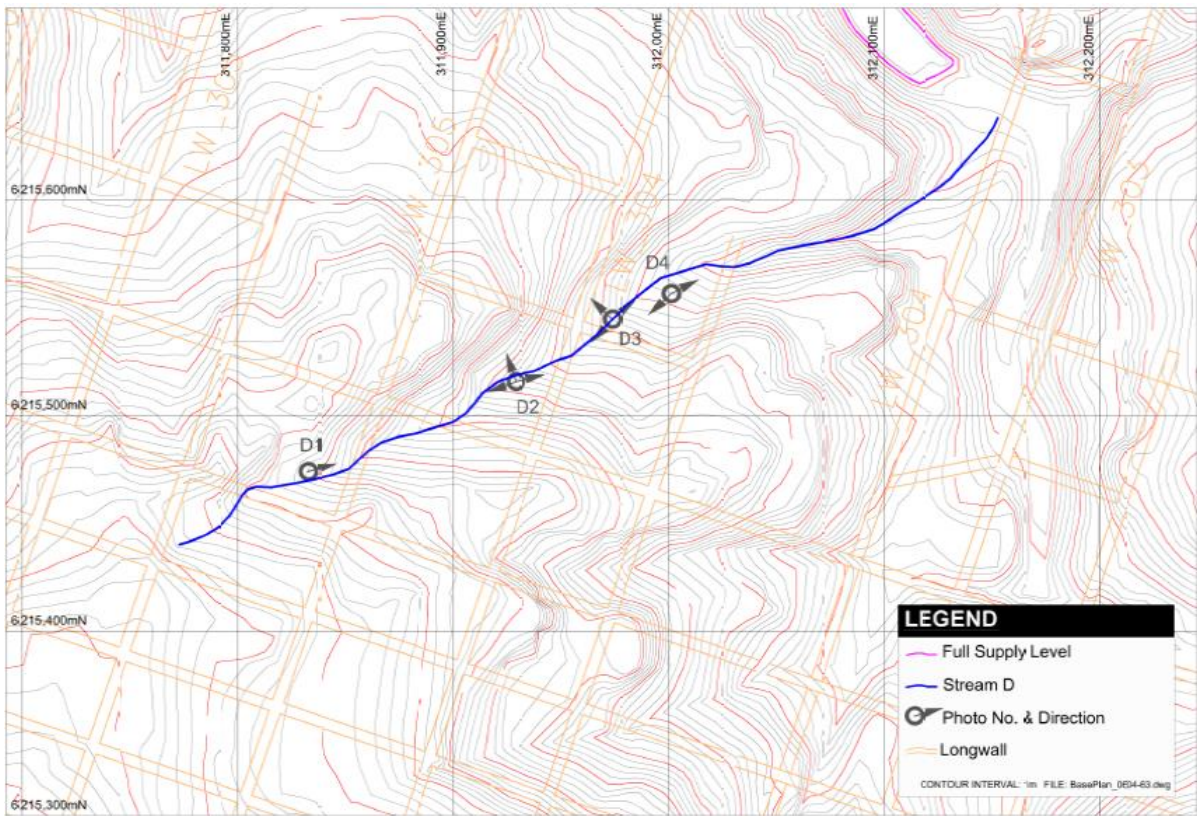 311,800mE
311,900mE
312,00mE
312,100mE
312,200mE
6,215,600mN
6,215,500mN
6,215,400mN
6,215,300mN
D4
D3
D2
D1
LEGEND
Full Supply Level
Stream D
Photo No. & Direction
Longwall
CONTOUR INTERVAL: 1m FILE: BasePlan_0604-63.dwg